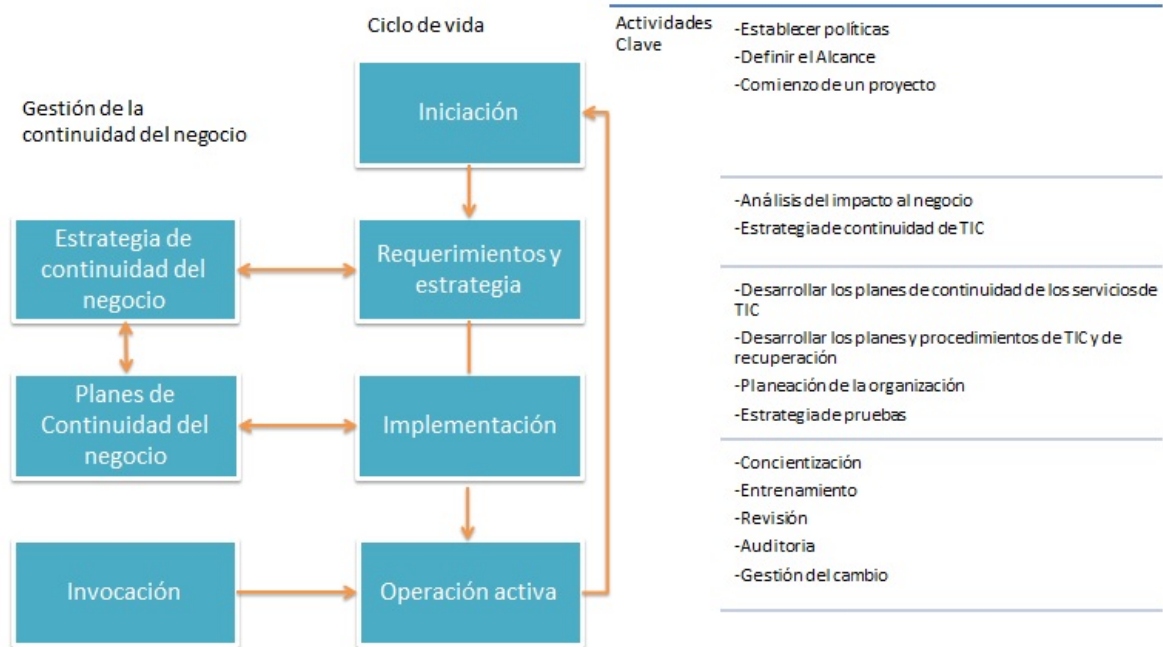 Ciclo de vida
Gestión de la
continuidad del negocio
Iniciación
Estrategia de
continuidad del
negocio
Requerimientos y
estrategia
Planes de
Continuidad del
negocio
Implementación
Invocación
Operación activa
Actividades
Clave
-Establecer políticas
-Definir el Alcance
-Comienzo de un proyecto
-Análisis del impacto al negocio
-Estrategia de continuidad de TIC
-Desarrollar los planes de continuidad de los servicios de
TIC
-Desarrollar los planes y procedimientos de TIC y de
recuperación
-Planeación de la organización
-Estrategia de pruebas
-Concientización
-Entrenamiento
-Revisión
-Auditoria
-Gestión del cambio